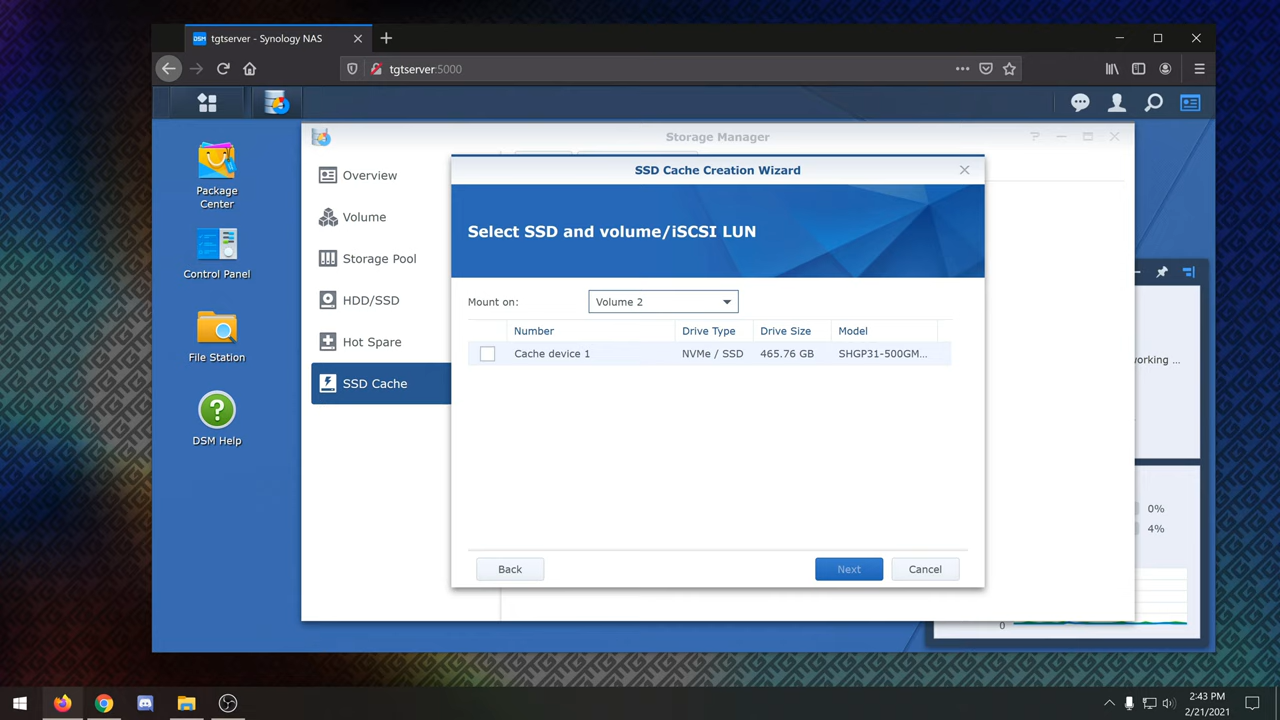 DSM tgtserver - Synology NAS
tgtserver:5000
Storage Manager
Package
Center
Control Panel
File Station
DSM Help
Overview
Volume
Storage Pool
HDD/SSD
Hot Spare
SSD Cache
SSD Cache Creation Wizard
Select SSD and volume/iSCSI LUN
Mount on: Volume 2
Number Drive Type Drive Size Model
Cache device 1 NVMe / SSD 465.76 GB SHGP31-500GM...
Back Next Cancel
orking ...
0%
4%
0
2:43 PM
2/21/2021